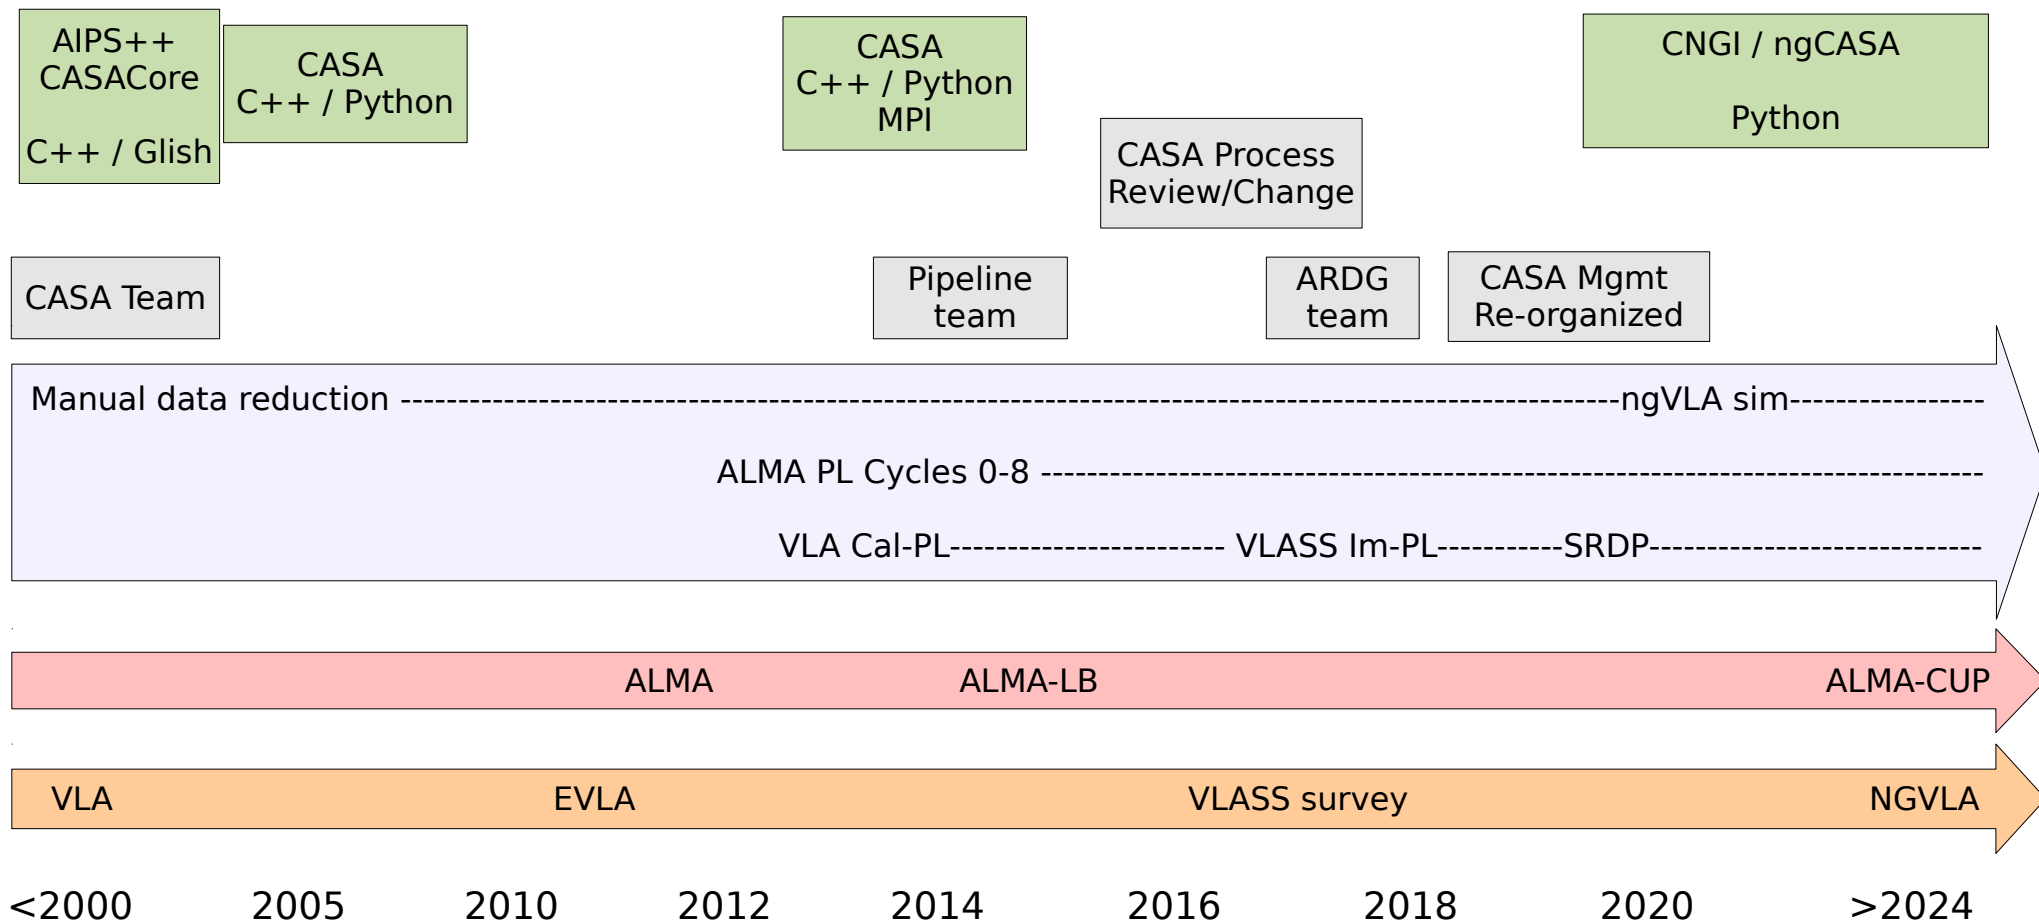 AIPS++
CASACore
C++ / Glish
CASA
C++ / Python
CASA
C++ / Python
MPI
CNGI / ngCASA
Python
CASA Process
Review/Change
CASA Team
Pipeline
team
ARDG
team
CASA Mgmt
Re-organized
Manual data reduction -------------------------------------------------------------------------------------------------------ngVLA sim-----------------
ALMA PL Cycles 0-8 ----------------------------------------------------------------------------------
VLA Cal-PL------------------------ VLASS Im-PL-----------SRDP-----------------------------
ALMA ALMA-LB ALMA-CUP
VLA EVLA VLASS survey NGVLA
<2000 2005 2010 2012 2014 2016 2018 2020 >2024